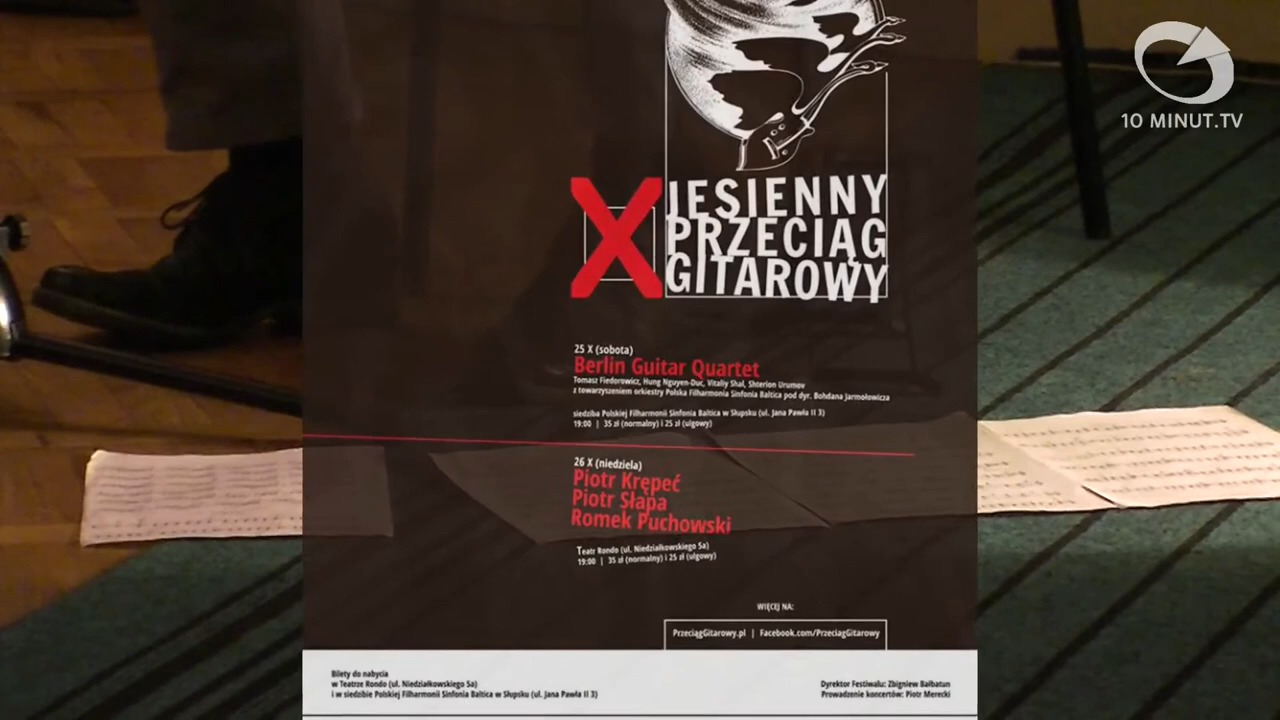 10 MINUT.TV
X
JESIENNY
PRZECIĄG
GITAROWY
25 X (sobota)
Berlin Guitar Quartet
Tomasz Fiedorowicz, Hung Nguyen-Duc, Vitaliy Shal, Shterion Urumov
z towarzyszeniem orkiestry Polska Filharmonia Sinfonia Baltica pod dyr. Bohdana Jarmołowicza
siedziba Polskiej Filharmonii Sinfonia Baltica w Słupsku (ul. Jana Pawła II 3)
19:00 | 35 zł (normalny) i 25 zł (ulgowy)
26 X (niedziela)
Piotr Krępeć
Piotr Słapa
Romek Puchowski
Teatr Rondo (ul. Niedziałkowskiego 5a)
19:00 | 35 zł (normalny) i 25 zł (ulgowy)
WIĘCEJ NA:
PrzeciągGitarowy.pl | Facebook.com/PrzeciagGitarowy
Bilety do nabycia
w Teatrze Rondo (ul. Niedziałkowskiego 5a)
i w siedzibie Polskiej Filharmonii Sinfonia Baltica w Słupsku (ul. Jana Pawła II 3)
Dyrektor Festiwalu: Zbigniew Bałbatun
Prowadzenie koncertów: Piotr Merecki